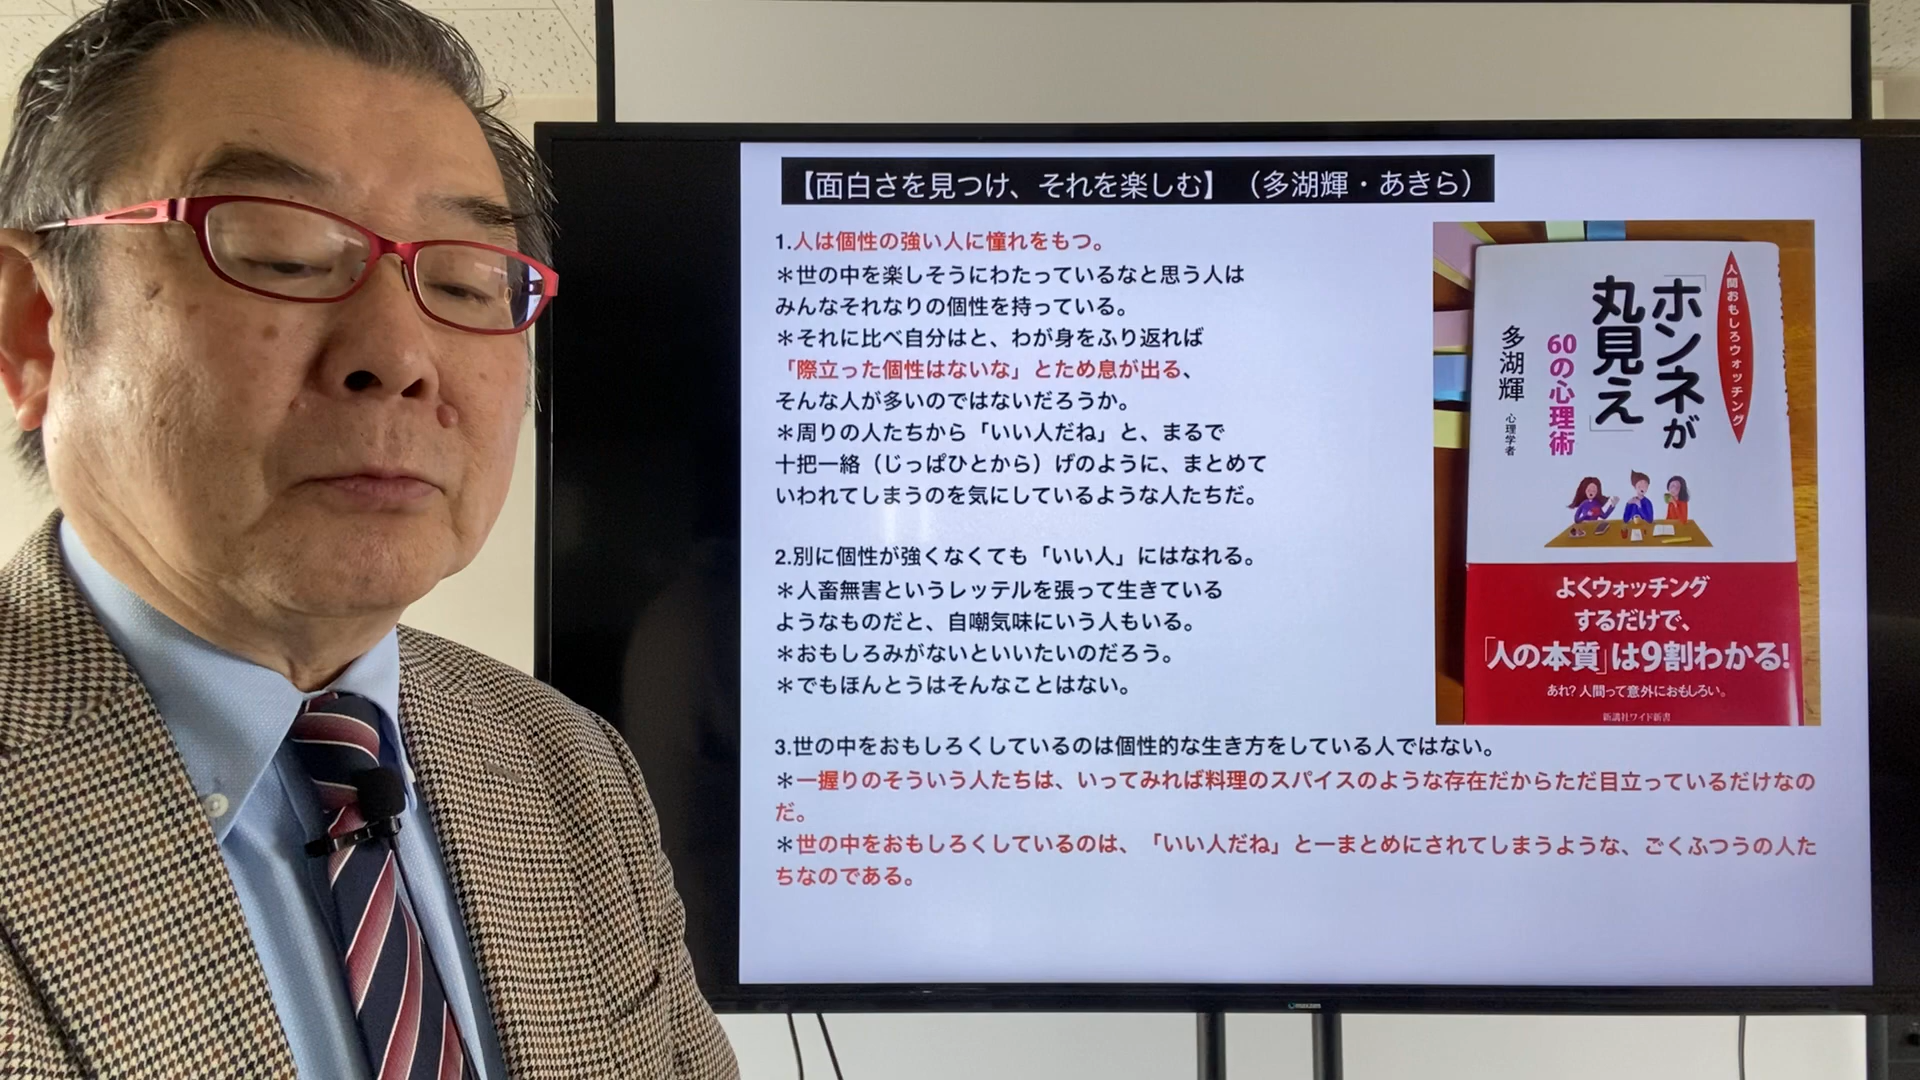 【面白さを見つけ、それを楽しむ】（多湖輝・あきら）
1.人は個性の強い人に憧れをもつ。
＊世の中を楽しそうにわたっているなと思う人は
みんなそれなりの個性を持っている。
＊それに比べ自分はと、わが身をふり返れば
「際立った個性はないな」とため息が出る、
そんな人が多いのではないだろうか。
＊周りの人たちから「いい人だね」と、まるで
十把一絡（じっぱひとから）げのように、まとめて
いわれてしまうのを気にしているような人たちだ。
2.別に個性が強くなくても「いい人」にはなれる。
＊人畜無害というレッテルを張って生きている
ようなものだと、自嘲気味にいう人もいる。
＊おもしろみがないといいたいのだろう。
＊でもほんとうはそんなことはない。
3.世の中をおもしろくしているのは個性的な生き方をしている人ではない。
＊一握りのそういう人たちは、いってみれば料理のスパイスのような存在だからただ目立っているだけなの
だ。
＊世の中をおもしろくしているのは、「いい人だね」と一まとめにされてしまうような、ごくふつうの人た
ちなのである。
人間おもしろウォッチング
「ホンネが
丸見え」
60の心理術
多湖輝 心理学者
よくウォッチング
するだけで、
「人の本質」は9割わかる!
あれ? 人間って意外におもしろい。
新講社ワイド新書